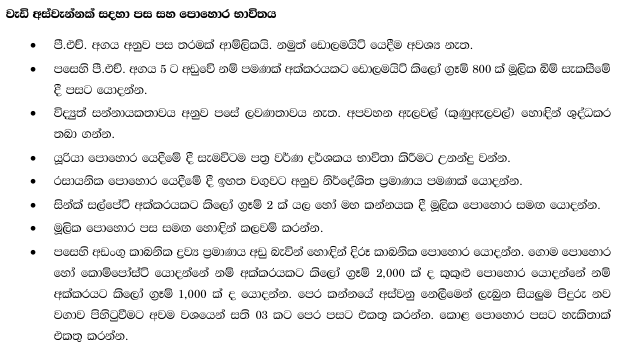 වැඩි අස්වැන්නක් සදහා පස සහ පොහොර භාවිතය
• පී.එච්. අගය අනුව පස තරමක් ආම්ලිකයි. නමුත් ඩොලමයිට් යෙදීම අවශ්‍ය නැත.
• පසෙහි පී.එච්. අගය 5 ට අඩුවේ නම් පමණක් අක්කරයකට ඩොලමයිට් කිලෝ ග්‍රෑම් 800 ක් මූලික බිම් සැකසීමේ
දී පසට යොදන්න.
• විද්‍යුත් සන්නායකතාවය අනුව පසේ ලවණතාවය නැත. අපවහන ඇලවල් (කුණුඇලවල්) හොඳින් ශුද්ධකර
තබා ගන්න.
• යූරියා පොහොර යෙදීමේ දී සැමවිටම පත්‍ර වර්ණ දර්ශකය භාවිතා කිරීමට උනන්දු වන්න.
• රසායනික පොහොර යෙදීමේ දී ඉහත වගුවට අනුව නිර්දේශිත ප්‍රමාණය පමණක් යොදන්න.
• සින්ක් සල්පේට් අක්කරයකට කිලෝ ග්‍රෑම් 2 ක් යල හෝ මහ කන්නයක දී මූලික පොහොර සමඟ යොදන්න.
• මූලික පොහොර පස සමඟ හොඳින් කලවම් කරන්න.
• පසෙහි අඩංගු කාබනික ද්‍රව්‍ය ප්‍රමාණය අඩු බැවින් හොඳින් දිරූ කාබනික පොහොර යොදන්න. ගොම පොහොර
හෝ කොම්පෝස්ට් යොදන්නේ නම් අක්කරයකට කිලෝ ග්‍රෑම් 2,000 ක් ද කුකුළු පොහොර යොදන්නේ නම්
අක්කරයට කිලෝ ග්‍රෑම් 1,000 ක් ද යොදන්න. පෙර කන්නයේ අස්වනු නෙලීමෙන් ලැබුන සියලුම පිදුරු නව
වගාව පිහිටුවීමට අවම වශයෙන් සති 03 කට පෙර පසට එකතු කරන්න. කොළ පොහොර පසට හැකිතාක්
එකතු කරන්න.